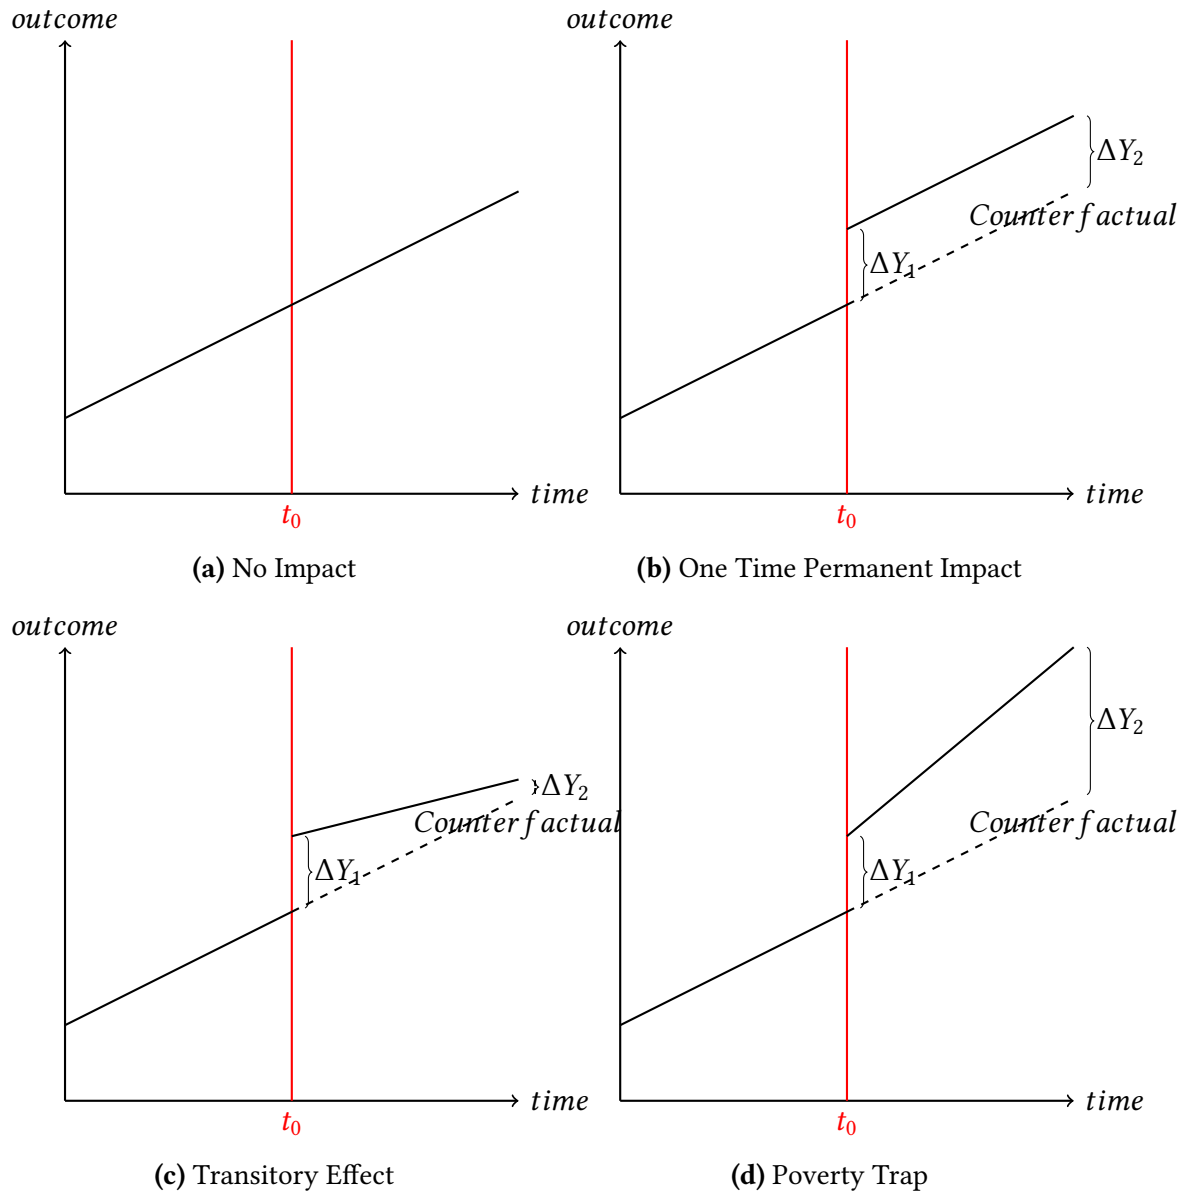 outcome
ΔY₂
Counterfactual
ΔY₁
time
t₀
(a) No Impact
outcome
time
t₀
(b) One Time Permanent Impact
outcome
ΔY₂
Counterfactual
ΔY₁
time
t₀
(c) Transitory Effect
outcome
ΔY₂
Counterfactual
ΔY₁
time
t₀
(d) Poverty Trap